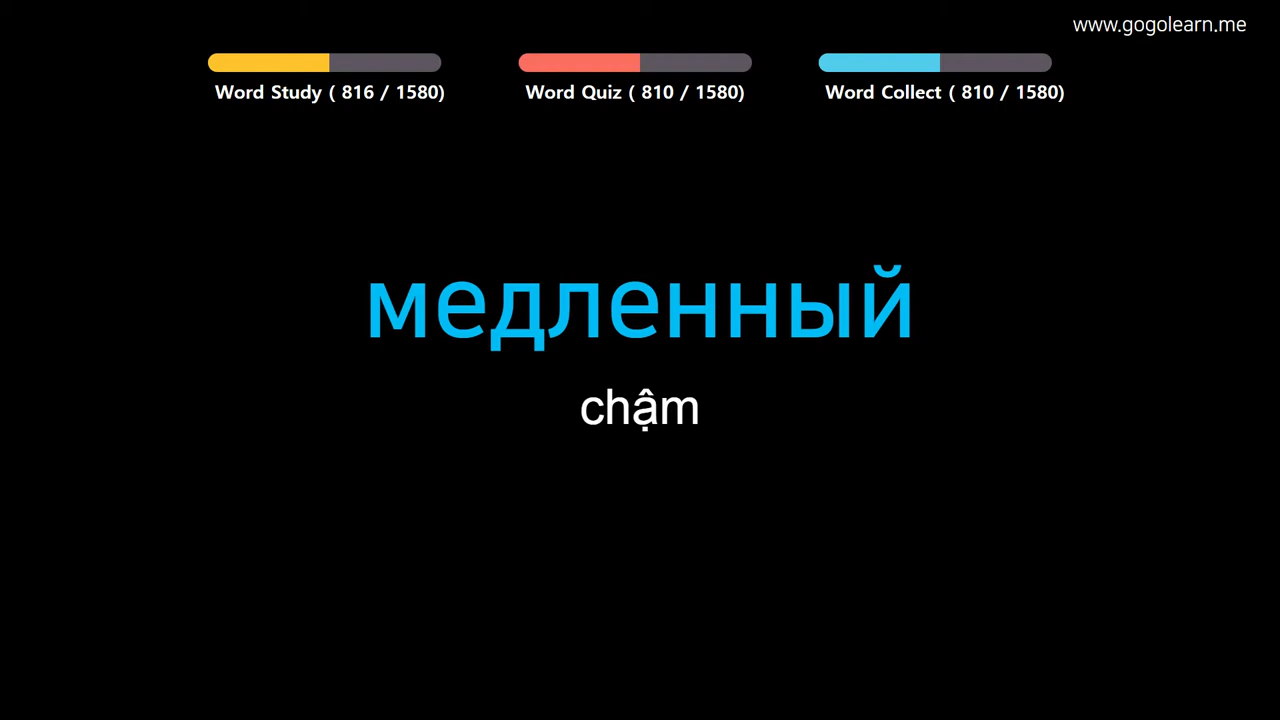 www.gogolearn.me
Word Study ( 816 / 1580)
Word Quiz ( 810 / 1580)
Word Collect ( 810 / 1580)
медленный
chậm